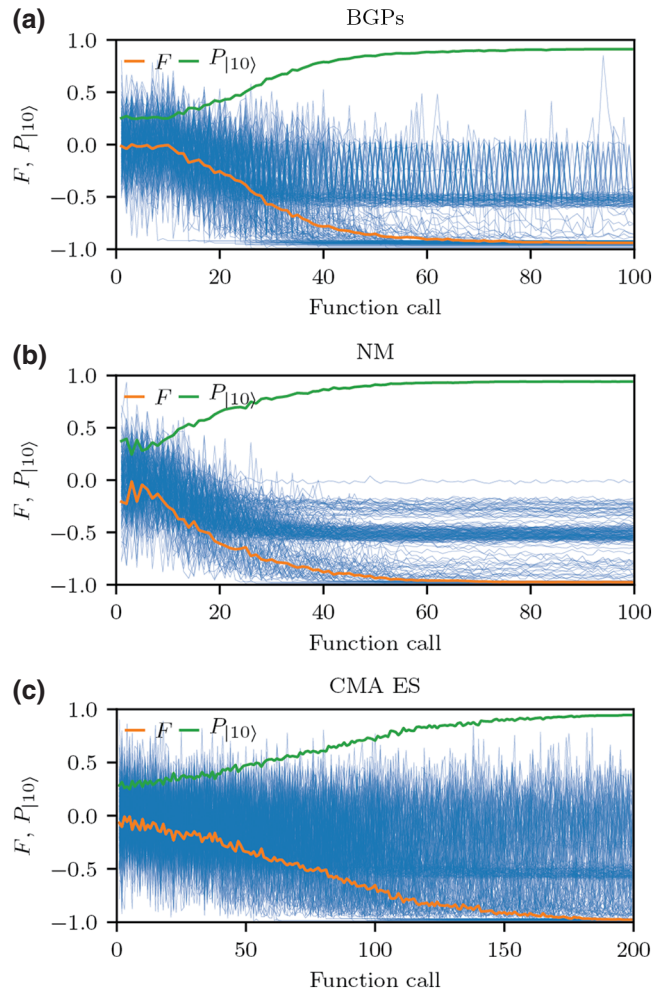 (a)
BGPs
F P|10⟩
1.0
0.5
0.0
−0.5
−1.0
F, P|10⟩
0 20 40 60 80 100
Function call
(b)
NM
F P|10⟩
1.0
0.5
0.0
−0.5
−1.0
F, P|10⟩
0 20 40 60 80 100
Function call
(c)
CMA ES
F P|10⟩
1.0
0.5
0.0
−0.5
−1.0
F, P|10⟩
0 50 100 150 200
Function call